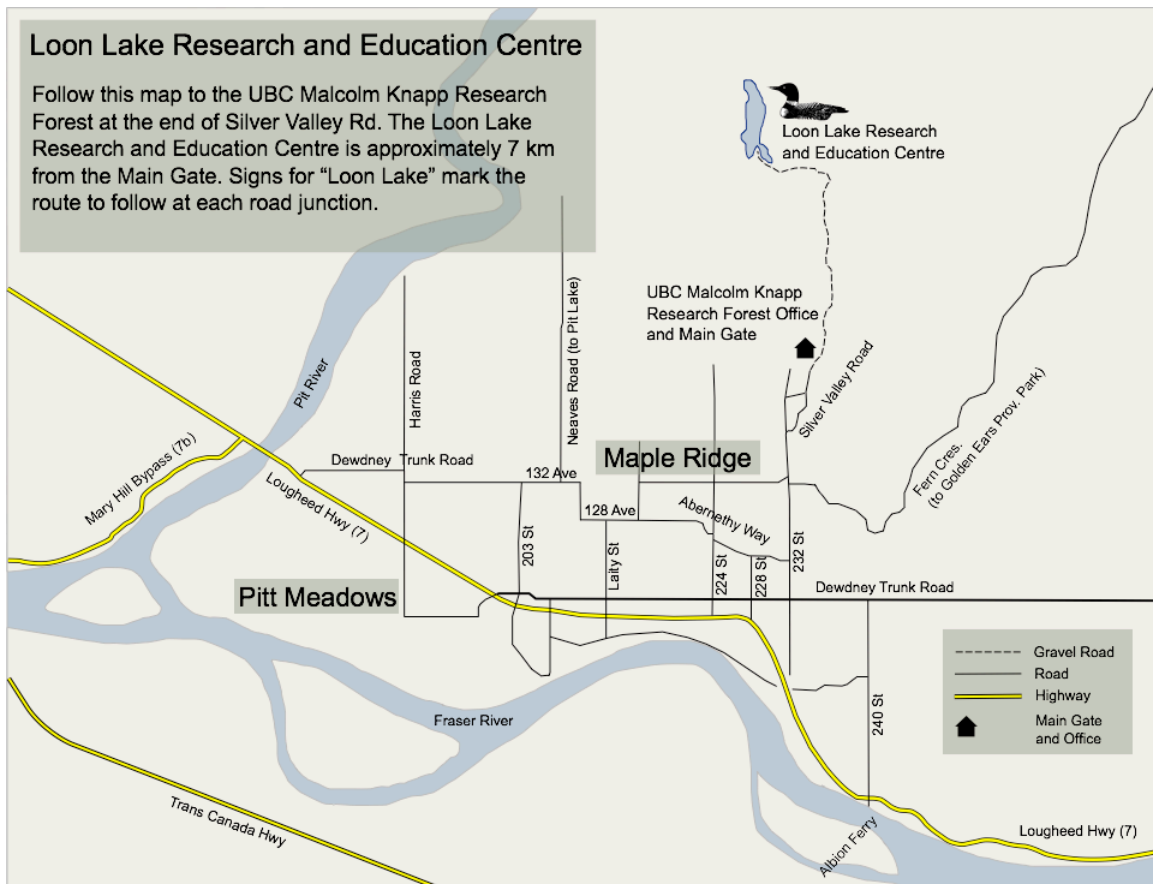 Loon Lake Research and Education Centre
Follow this map to the UBC Malcolm Knapp Research
Forest at the end of Silver Valley Rd. The Loon Lake
Research and Education Centre is approximately 7 km
from the Main Gate. Signs for “Loon Lake” mark the
route to follow at each road junction.
Loon Lake Research
and Education Centre
UBC Malcolm Knapp
Research Forest Office
and Main Gate
Pit River
Harris Road
Neaves Road (to Pit Lake)
Silver Valley Road
Fern Cres.
(to Golden Ears Prov. Park)
Mary Hill Bypass (7b)
Lougheed Hwy (7)
Dewdney Trunk Road
132 Ave
Maple Ridge
128 Ave
Abernethy Way
203 St
Laity St
224 St
228 St
232 St
Dewdney Trunk Road
Pitt Meadows
Fraser River
240 St
Trans Canada Hwy
Albion Ferry
Lougheed Hwy (7)
Gravel Road
Road
Highway
Main Gate
and Office